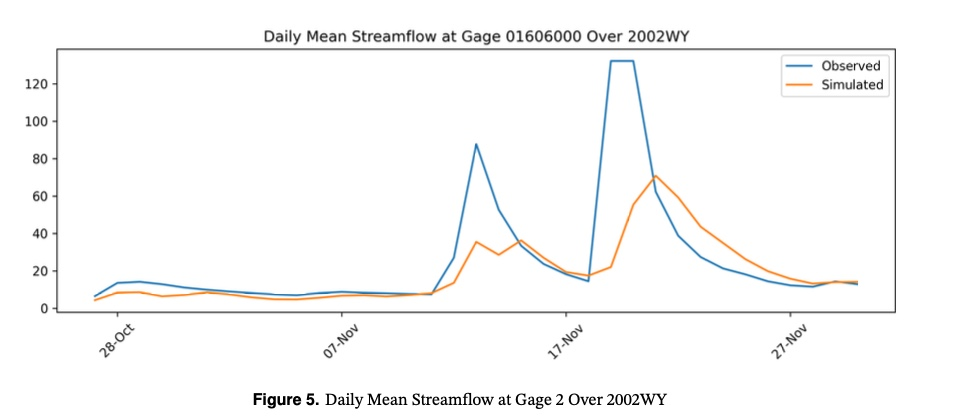 Daily Mean Streamflow at Gage 01606000 Over 2002WY
Observed
Simulated
120
100
80
60
40
20
0
28-Oct
07-Nov
17-Nov
27-Nov
Figure 5. Daily Mean Streamflow at Gage 2 Over 2002WY